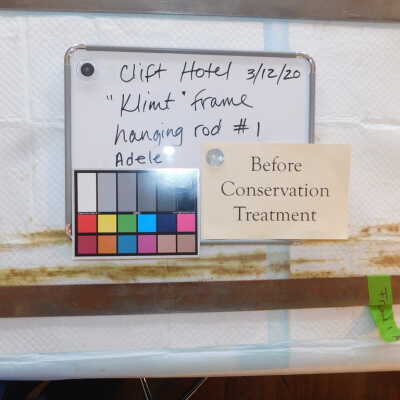 Clift Hotel 3/12/20
"Klimt" Frame
hanging rod #1
Adele
Before
Conservation
Treatment